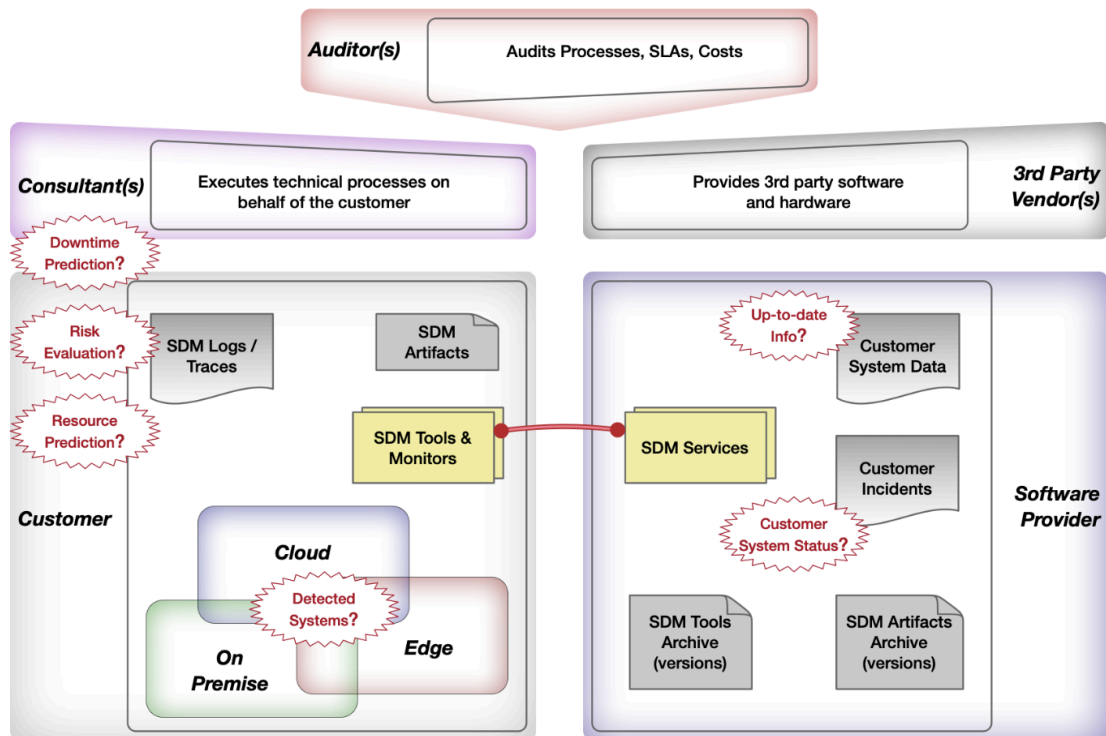 Auditor(s)
Audits Processes, SLAs, Costs
Consultant(s)
Executes technical processes on
behalf of the customer
Provides 3rd party software
and hardware
3rd Party
Vendor(s)
Downtime
Prediction?
Risk
Evaluation?
Resource
Prediction?
Customer
SDM Logs /
Traces
SDM
Artifacts
SDM Tools &
Monitors
Cloud
Detected
Systems?
Edge
On
Premise
Up-to-date
Info?
Customer
System Data
SDM Services
Customer
Incidents
Customer
System Status?
Software
Provider
SDM Tools
Archive
(versions)
SDM Artifacts
Archive
(versions)